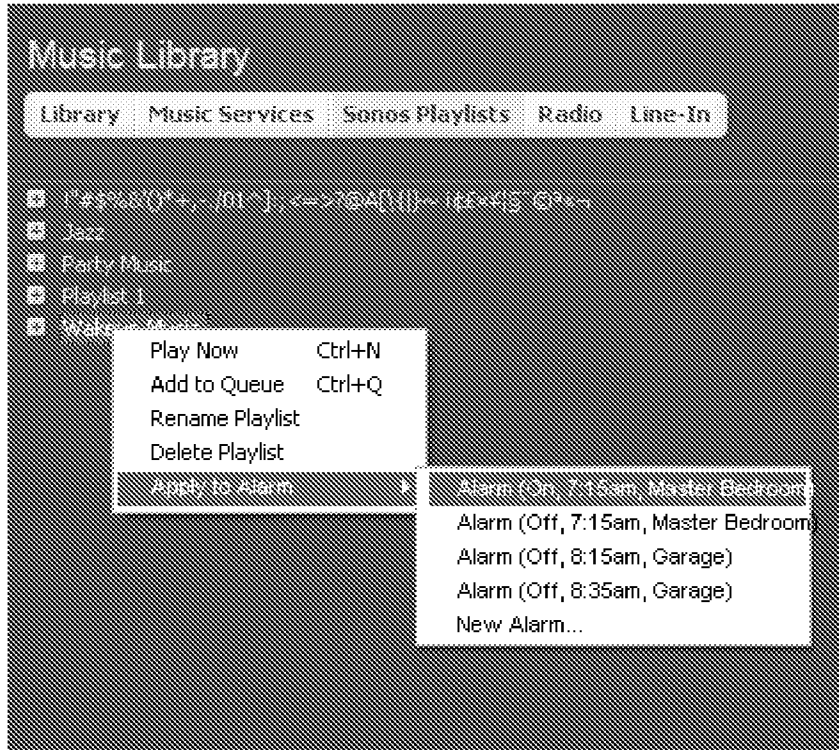 Music Library
Library Music Services Sonos Playlists Radio Line-In
Jazz
Party Music
Playlist 1
Wakeup Music
Play Now Ctrl+N
Add to Queue Ctrl+Q
Rename Playlist
Delete Playlist
Apply to Alarm
Alarm (On, 7:15am, Master Bedroom)
Alarm (Off, 7:15am, Master Bedroom)
Alarm (Off, 8:15am, Garage)
Alarm (Off, 8:35am, Garage)
New Alarm...